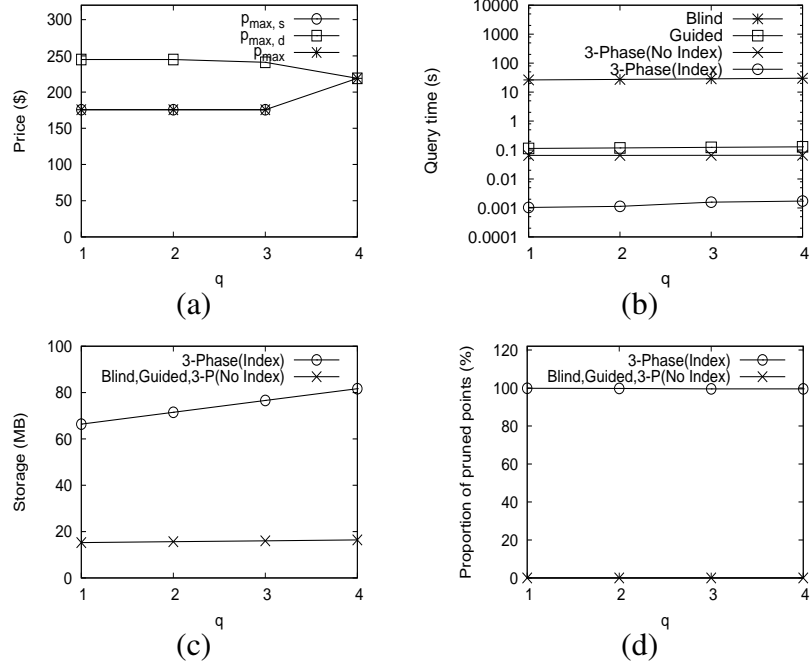 300
250
200
150
100
50
0
Price ($)
p_max, s
p_max, d
p_max
1 2 3 4
q
(a)
10000
1000
100
10
1
0.1
0.01
0.001
0.0001
Query time (s)
Blind
Guided
3-Phase(No Index)
3-Phase(Index)
1 2 3 4
q
(b)
100
80
60
40
20
0
Storage (MB)
3-Phase(Index)
Blind,Guided,3-P(No Index)
1 2 3 4
q
(c)
120
100
80
60
40
20
0
Proportion of pruned points (%)
3-Phase(Index)
Blind,Guided,3-P(No Index)
1 2 3 4
q
(d)